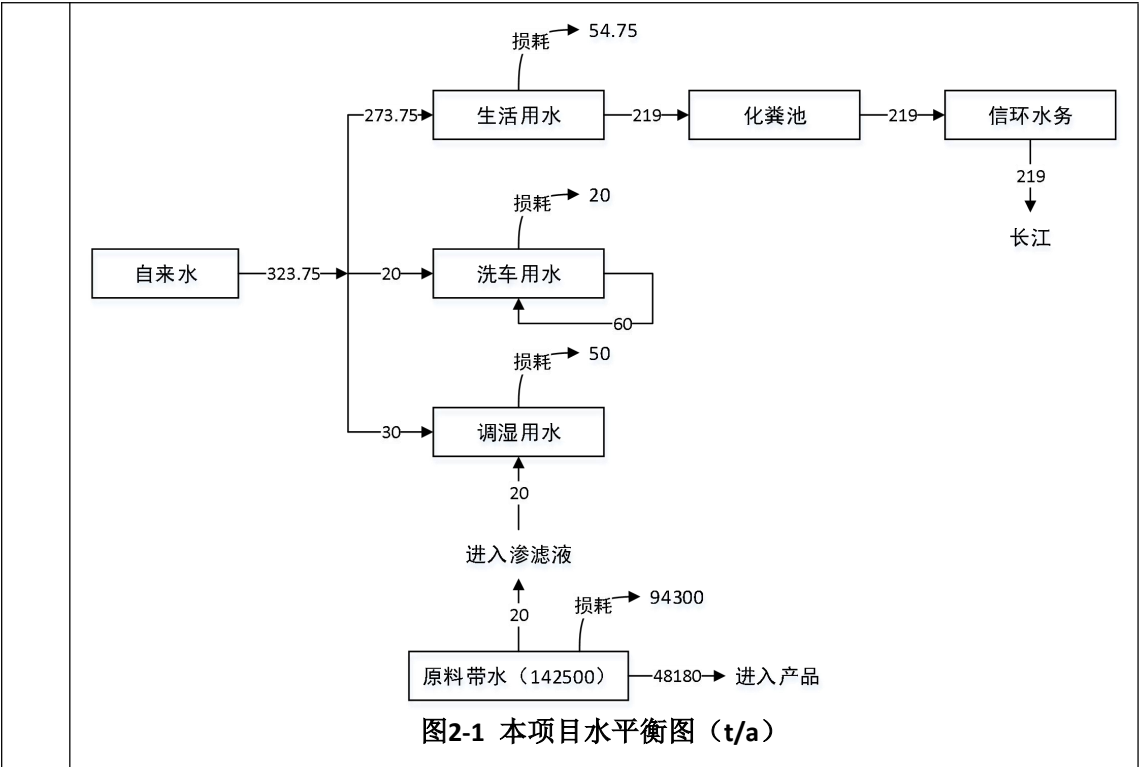 损耗 54.75
273.75 生活用水 219 化粪池 219 信环水务
219
长江
损耗 20
自来水 323.75 20 洗车用水
60
损耗 50
30 调湿用水
20
进入渗滤液
20 损耗 94300
原料带水（142500） 48180 进入产品
图2-1 本项目水平衡图（t/a）